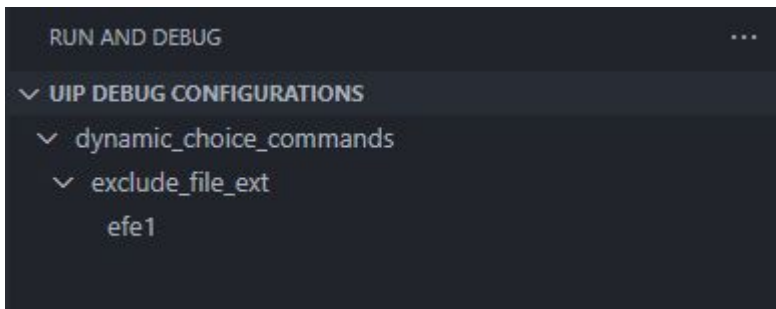 RUN AND DEBUG
UIP DEBUG CONFIGURATIONS
dynamic_choice_commands
exclude_file_ext
efe1